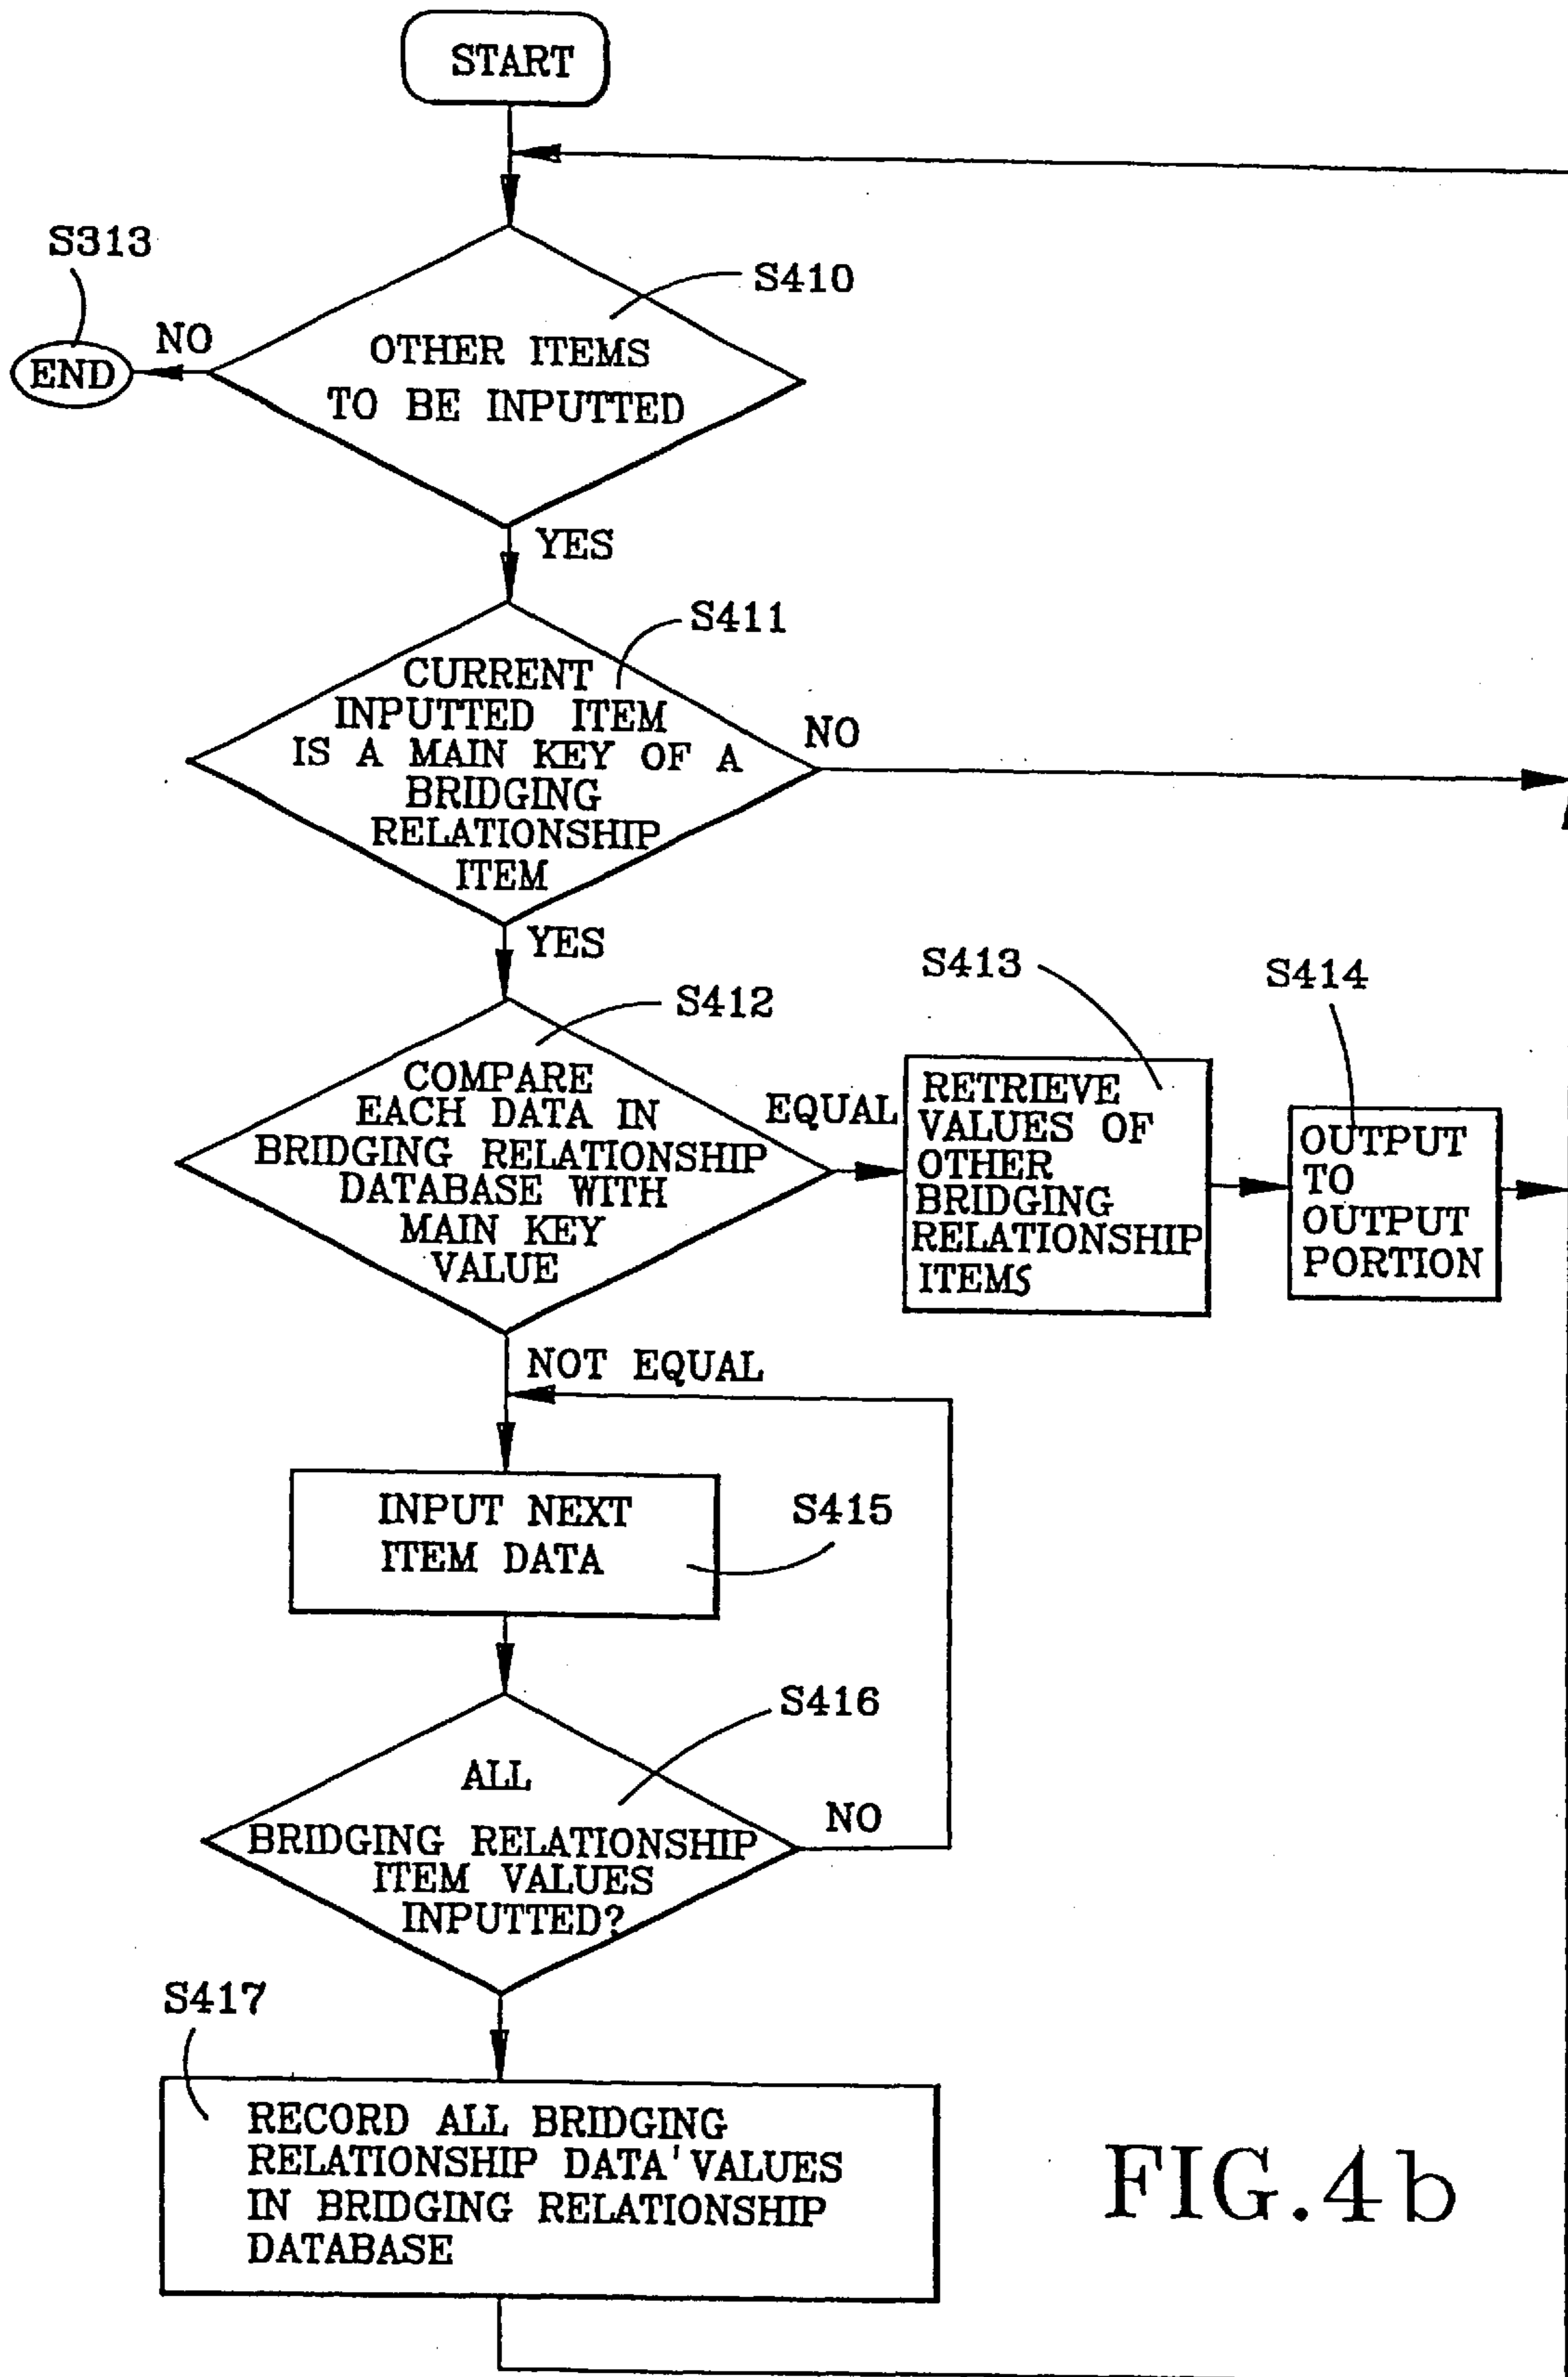 START
S313
S410
NO
END
OTHER ITEMS
TO BE INPUTTED
YES
S411
CURRENT
INPUTTED ITEM
IS A MAIN KEY OF A
BRIDGING
RELATIONSHIP
ITEM
NO
YES
S412
COMPARE
EACH DATA IN
BRIDGING RELATIONSHIP
DATABASE WITH
MAIN KEY
VALUE
EQUAL
S413
RETRIEVE
VALUES OF
OTHER
BRIDGING
RELATIONSHIP
ITEMS
S414
OUTPUT
TO
OUTPUT
PORTION
NOT EQUAL
INPUT NEXT
ITEM DATA
S415
S416
ALL
BRIDGING RELATIONSHIP
ITEM VALUES
INPUTTED?
NO
S417
RECORD ALL BRIDGING
RELATIONSHIP DATA'VALUES
IN BRIDGING RELATIONSHIP
DATABASE
FIG.4b